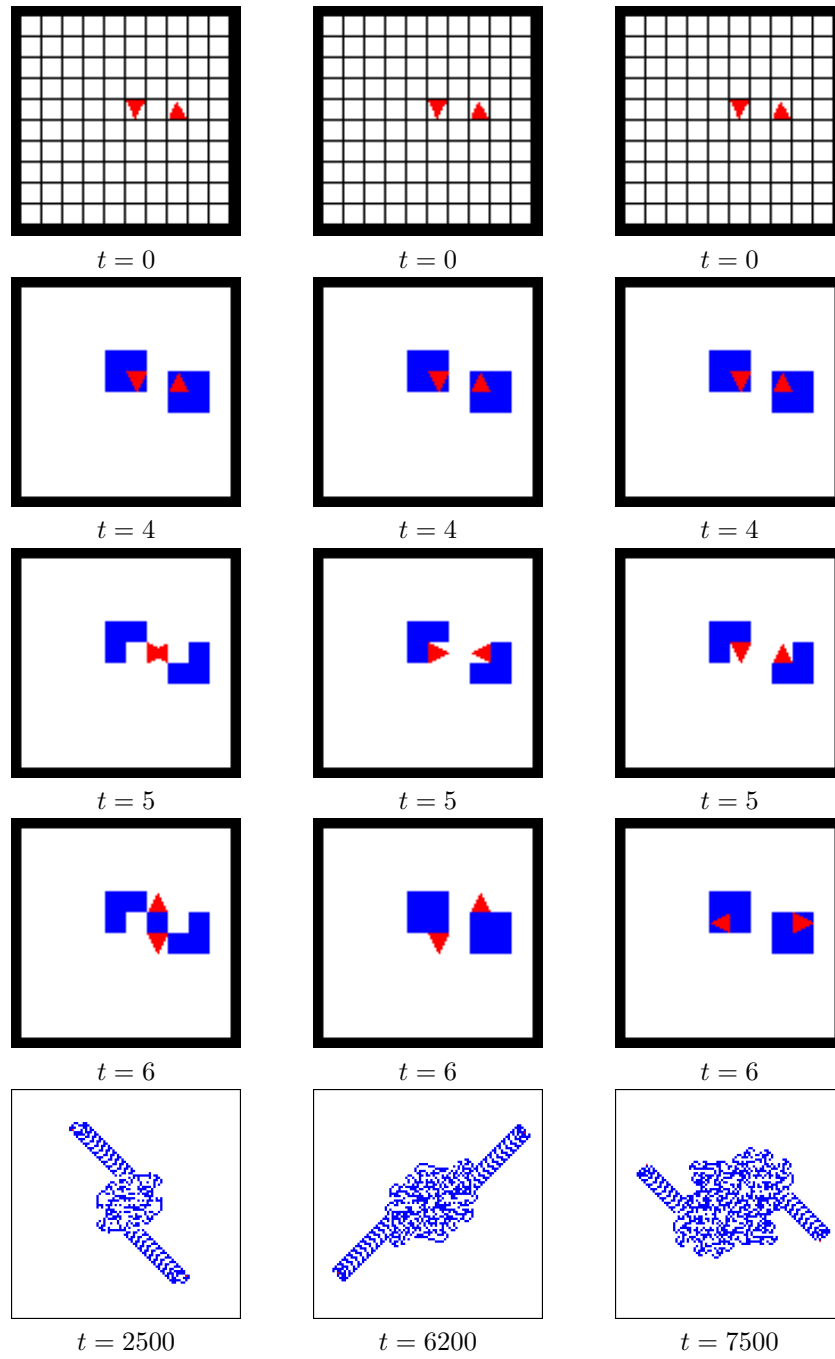 t = 0 t = 0 t = 0
t = 4 t = 4 t = 4
t = 5 t = 5 t = 5
t = 6 t = 6 t = 6
t = 2500 t = 6200 t = 7500